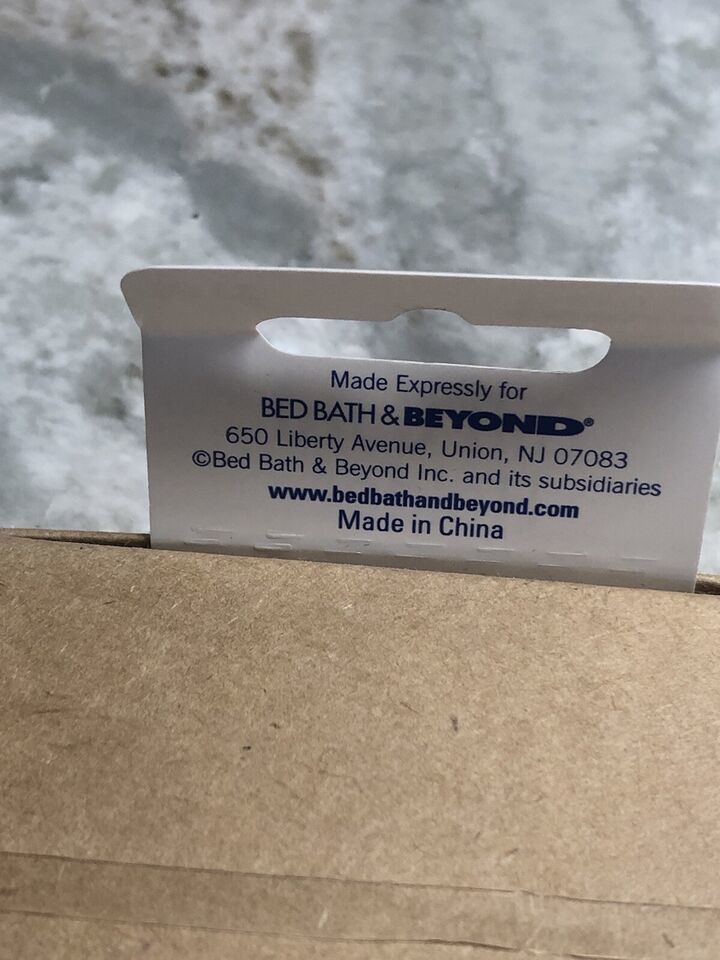 Made Expressly for
BED BATH & BEYOND®
650 Liberty Avenue, Union, NJ 07083
©Bed Bath & Beyond Inc. and its subsidiaries
www.bedbathandbeyond.com
Made in China